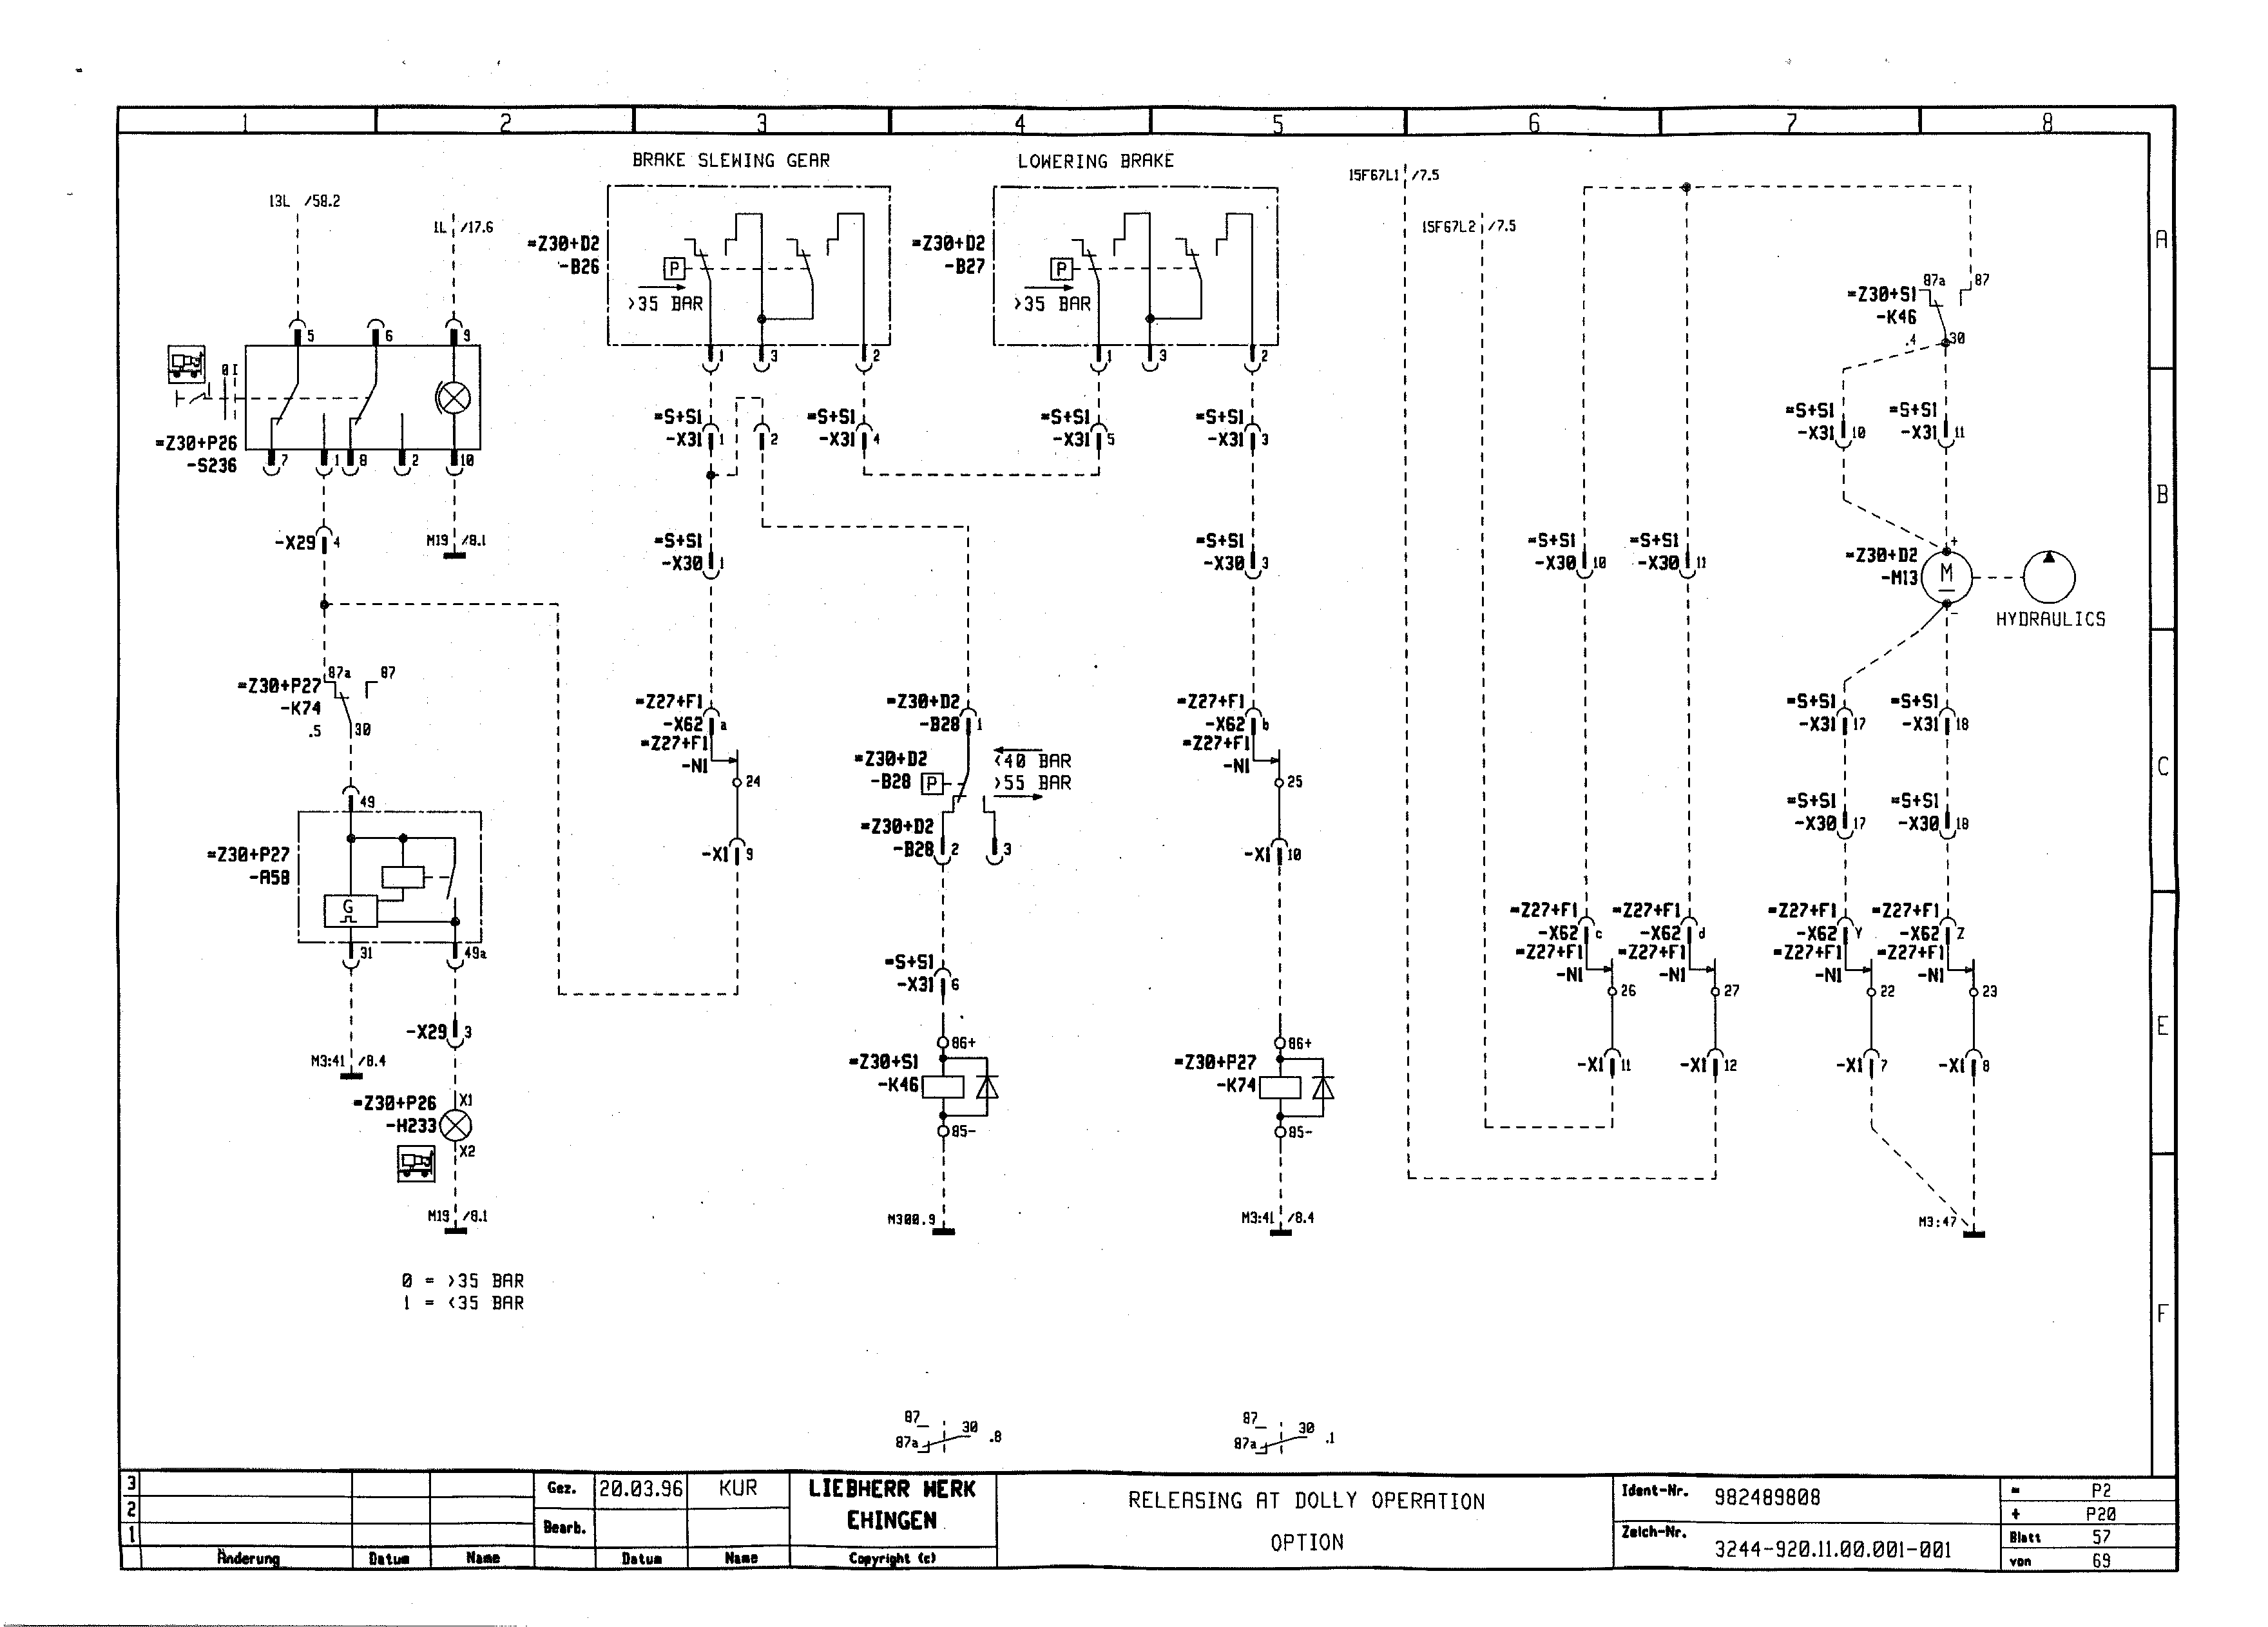 1 2 3 4 5 6 7 8
BRAKE SLEWING GEAR
LOWERING BRAKE
15F67L1 /7.5
13L /58.2
1L /17.6
15F67L2 /7.5
A
=Z30+D2
-B26
P
>35 BAR
1 3 2
=Z30+D2
-B27
P
>35 BAR
1 3 2
87a 87
=Z30+S1
-K46
.4 30
5 6 9
0 I
=Z30+P26
-S236
7 1 8 2 10
=S+S1
-X31 1
2
=S+S1
-X31 4
=S+S1
-X31 5
=S+S1
-X31 3
=S+S1
-X31 10
=S+S1
-X31 11
B
-X29 4
M19 /8.1
=S+S1
-X30 1
=S+S1
-X30 3
=S+S1
-X30 10
=S+S1
-X30 11
=Z30+D2
-M13
+
M
-
HYDRAULICS
87a 87
=Z30+P27
-K74
.5 30
=Z27+F1
-X62 a
=Z27+F1
-N1
24
-X1 9
=Z30+D2
-B28 1
=Z30+D2
-B28 P
<40 BAR
>55 BAR
=Z30+D2
-B28 2 3
=Z27+F1
-X62 b
=Z27+F1
-N1
25
-X1 10
=S+S1
-X31 17
=S+S1
-X31 18
C
=S+S1
-X30 17
=S+S1
-X30 18
49
=Z30+P27
-A58
G
31 49a
=S+S1
-X31 6
=Z27+F1
-X62 c
=Z27+F1
-N1
26
=Z27+F1
-X62 d
=Z27+F1
-N1
27
=Z27+F1
-X62 Y
=Z27+F1
-N1
22
=Z27+F1
-X62 Z
=Z27+F1
-N1
23
E
-X29 3
M3:41 /8.4
86+
=Z30+S1
-K46
85-
86+
=Z30+P27
-K74
85-
-X1 11
-X1 12
-X1 7
-X1 8
=Z30+P26
-H233
X1
X2
M19 /8.1
M300.9
M3:41 /8.4
M3:47
0 = >35 BAR
1 = <35 BAR
F
87
87a 30 .8
87
87a 30 .1
3
2
1
Änderung Datum Name
Gez. 20.03.96 KUR
Bearb.
Datum Name
LIEBHERR WERK
EHINGEN
Copyright (c)
RELEASING AT DOLLY OPERATION
OPTION
Ident-Nr. 982489808
Zeich-Nr. 3244-920.11.00.001-001
= P2
+ P20
Blatt 57
von 69